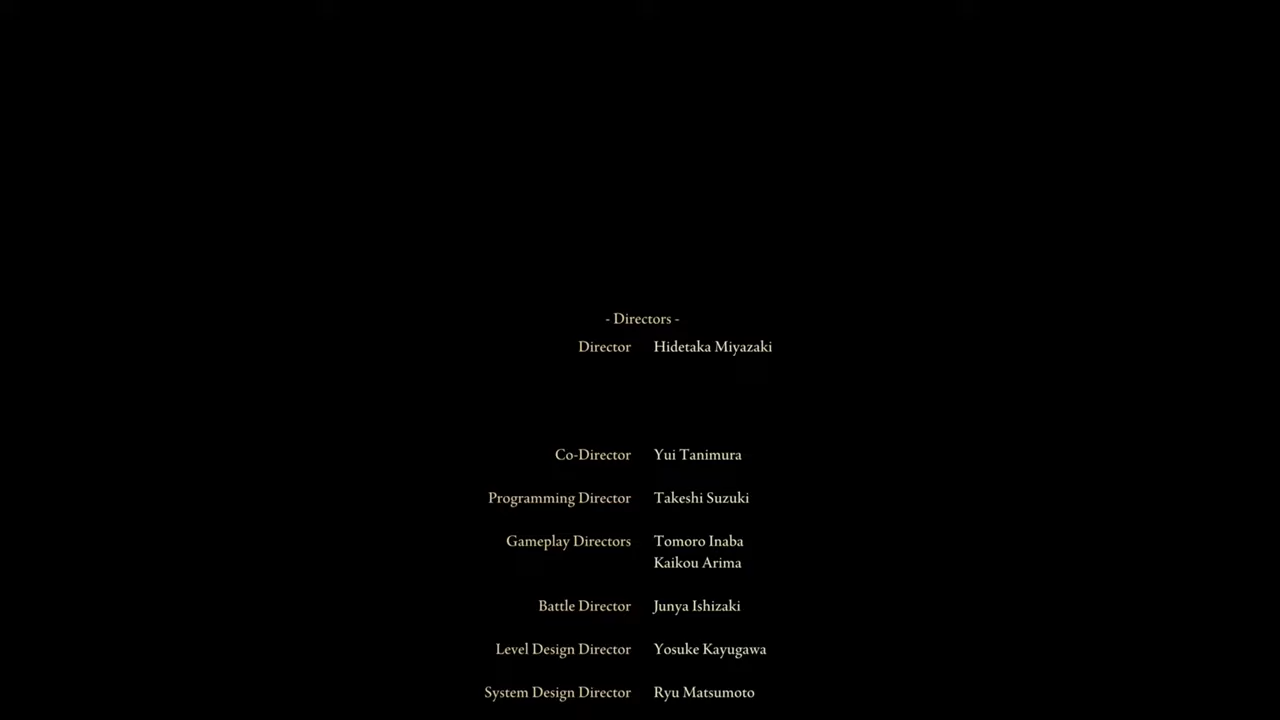 - Directors -
Director Hidetaka Miyazaki
Co-Director Yui Tanimura
Programming Director Takeshi Suzuki
Gameplay Directors Tomoro Inaba
Kaikou Arima
Battle Director Junya Ishizaki
Level Design Director Yosuke Kayugawa
System Design Director Ryu Matsumoto